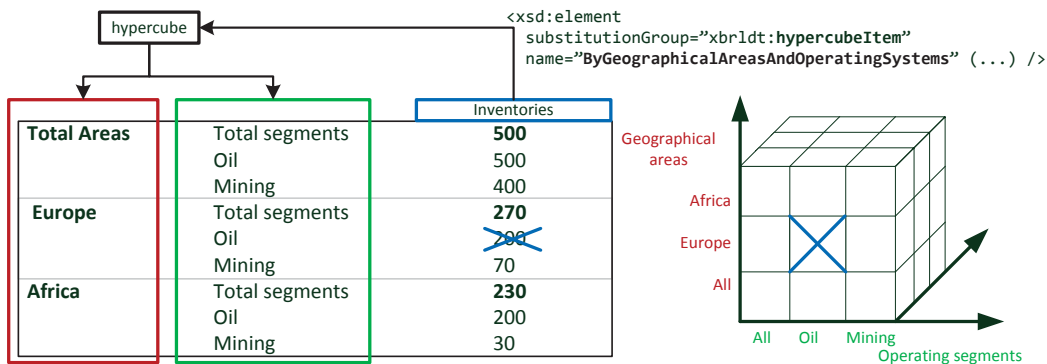 hypercube
<xsd:element
substitutionGroup=”xbrldt:hypercubeItem”
name=”ByGeographicalAreasAndOperatingSystems” (...) />
Inventories
Total Areas Total segments 500
Oil 500
Mining 400
Europe Total segments 270
Oil 200
Mining 70
Africa Total segments 230
Oil 200
Mining 30
Geographical
areas
Africa
Europe
All
All Oil Mining
Operating segments